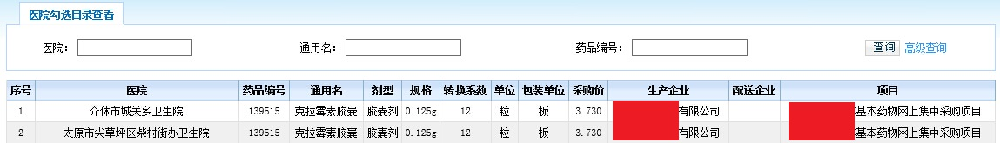 医院勾选目录查看
医院： 通用名： 药品编号： 查询 高级查询
序号 医院 药品编号 通用名 剂型 规格 转换系数 单位 包装单位 采购价 生产企业 配送企业 项目
1 介休市城关乡卫生院 139515 克拉霉素胶囊 胶囊剂 0.125g 12 粒 板 3.730 有限公司 基本药物网上集中采购项目
2 太原市尖草坪区柴村街办卫生院 139515 克拉霉素胶囊 胶囊剂 0.125g 12 粒 板 3.730 有限公司 基本药物网上集中采购项目